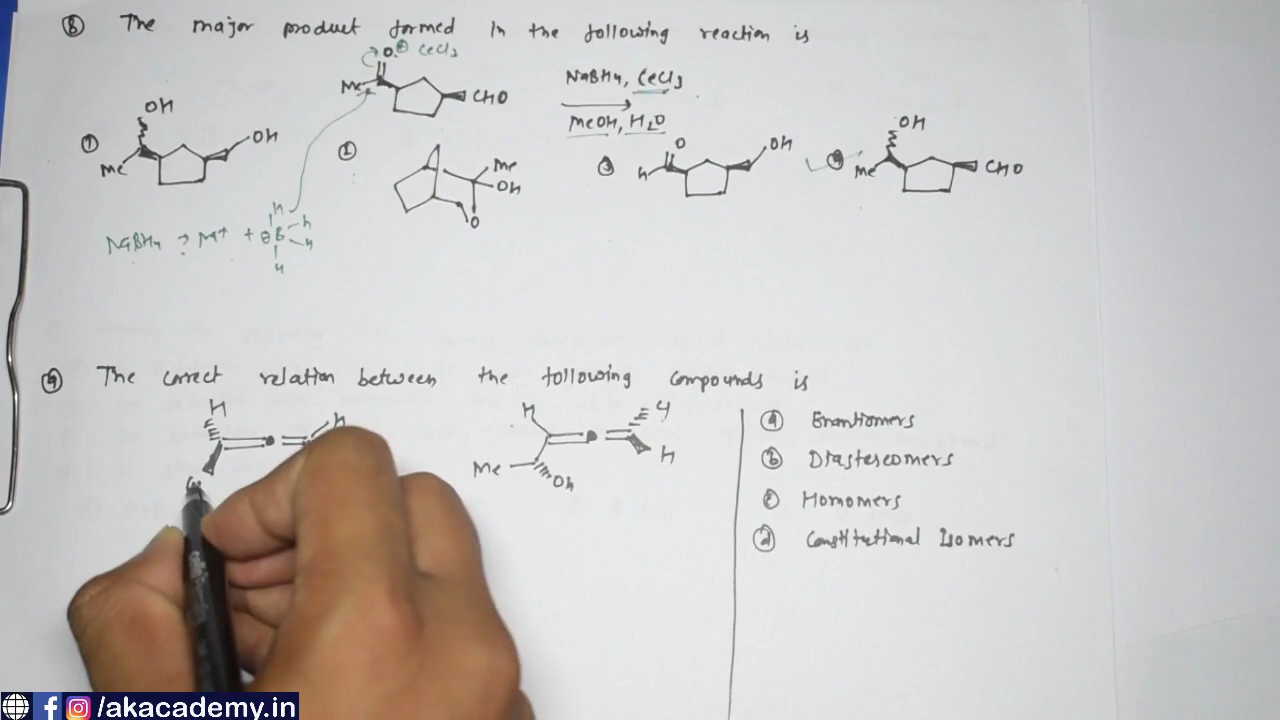 ⑧ The major product formed in the following reaction is
O ⊕ CeCl₃
Me CHO
NaBH₄, CeCl₃
MeOH, H₂O
① OH OH Me
② Me OH O
③ O OH H
④ OH Me CHO
NaBH₄ → Na⁺ + ⊖B H H H H
⑨ The correct relation between the following compounds is
H H
H H H Me OH
ⓐ Enantiomers
ⓑ Diastereomers
ⓒ Homomers
ⓓ Constitutional Isomers
/akacademy.in